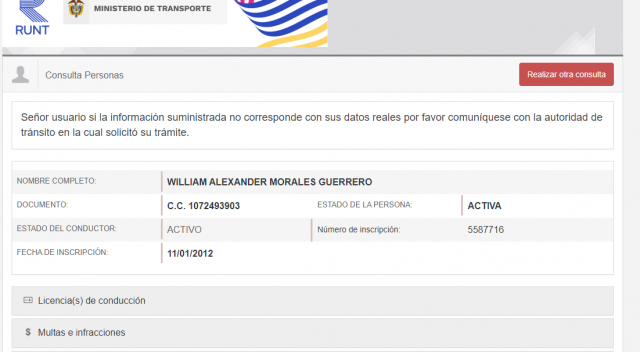 RUNT
MINISTERIO DE TRANSPORTE
Consulta Personas
Realizar otra consulta
Señor usuario si la información suministrada no corresponde con sus datos reales por favor comuníquese con la autoridad de
tránsito en la cual solicitó su trámite.
NOMBRE COMPLETO: WILLIAM ALEXANDER MORALES GUERRERO
DOCUMENTO: C.C. 1072493903 ESTADO DE LA PERSONA: ACTIVA
ESTADO DEL CONDUCTOR: ACTIVO Número de inscripción: 5587716
FECHA DE INSCRIPCIÓN: 11/01/2012
Licencia(s) de conducción
$ Multas e infracciones